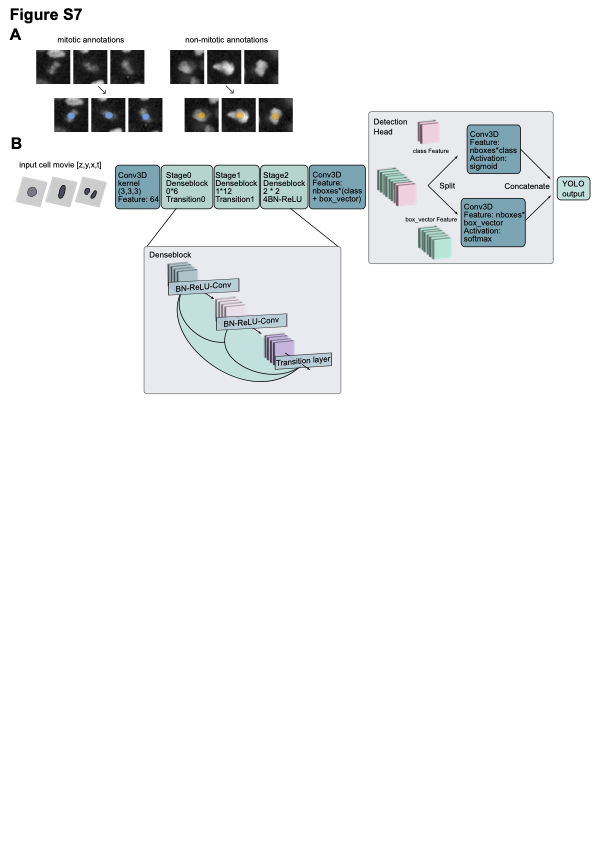 Figure S7
A
mitotic annotations
non-mitotic annotations
B
input cell movie [z,y,x,t]
Conv3D
kernel
(3,3,3)
Feature: 64
Stage0
Denseblock
0*6
Transition0
Stage1
Denseblock
1*12
Transition1
Stage2
Denseblock
2 * 2
4BN-ReLU
Conv3D
Feature:
nboxes*(class
+ box_vector)
Denseblock
BN-ReLU-Conv
BN-ReLU-Conv
Transition layer
Detection
Head
class Feature
Split
box_vector Feature
Conv3D
Feature:
nboxes*class
Activation:
sigmoid
Conv3D
Feature: nboxes*
box_vector
Activation:
softmax
Concatenate
YOLO
output